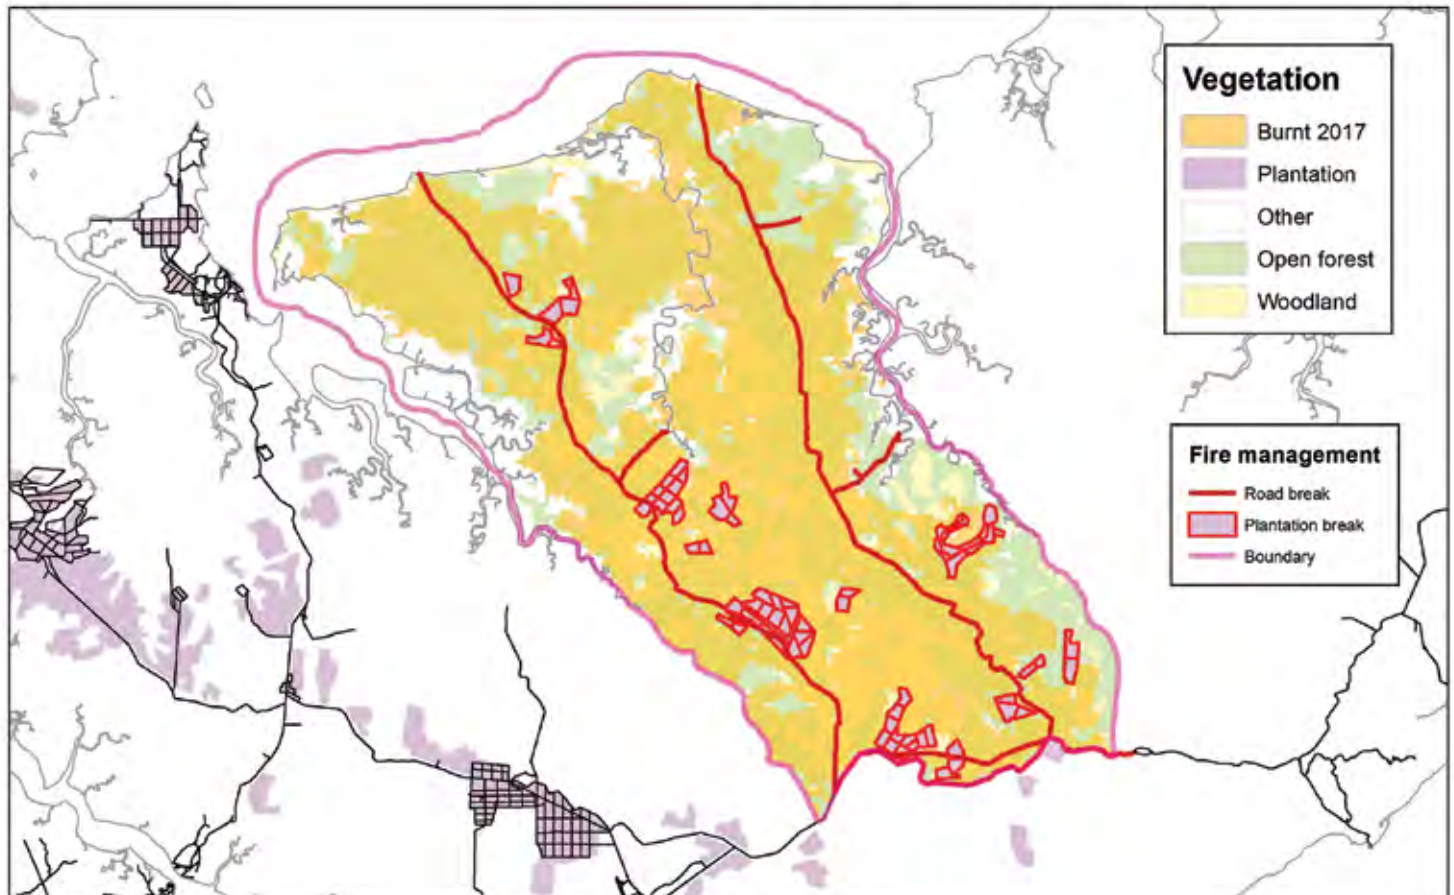 Vegetation
Burnt 2017
Plantation
Other
Open forest
Woodland
Fire management
Road break
Plantation break
Boundary